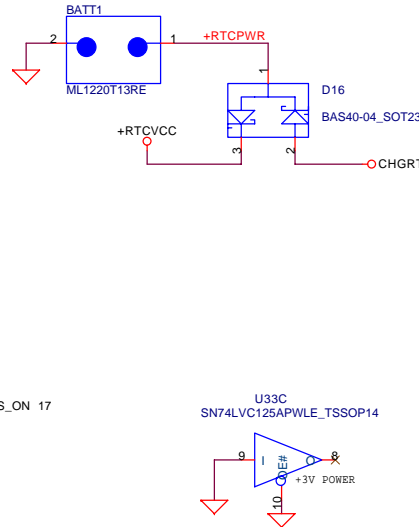 BATT1
2
1
+RTCPWR
ML1220T13RE
1
D16
BAS40-04_SOT23
+RTCVCC
3
2
CHGRT
S_ON 17
U33C
SN74LVC125APWLE_TSSOP14
9
I
OE#
O
8
+3V POWER
10